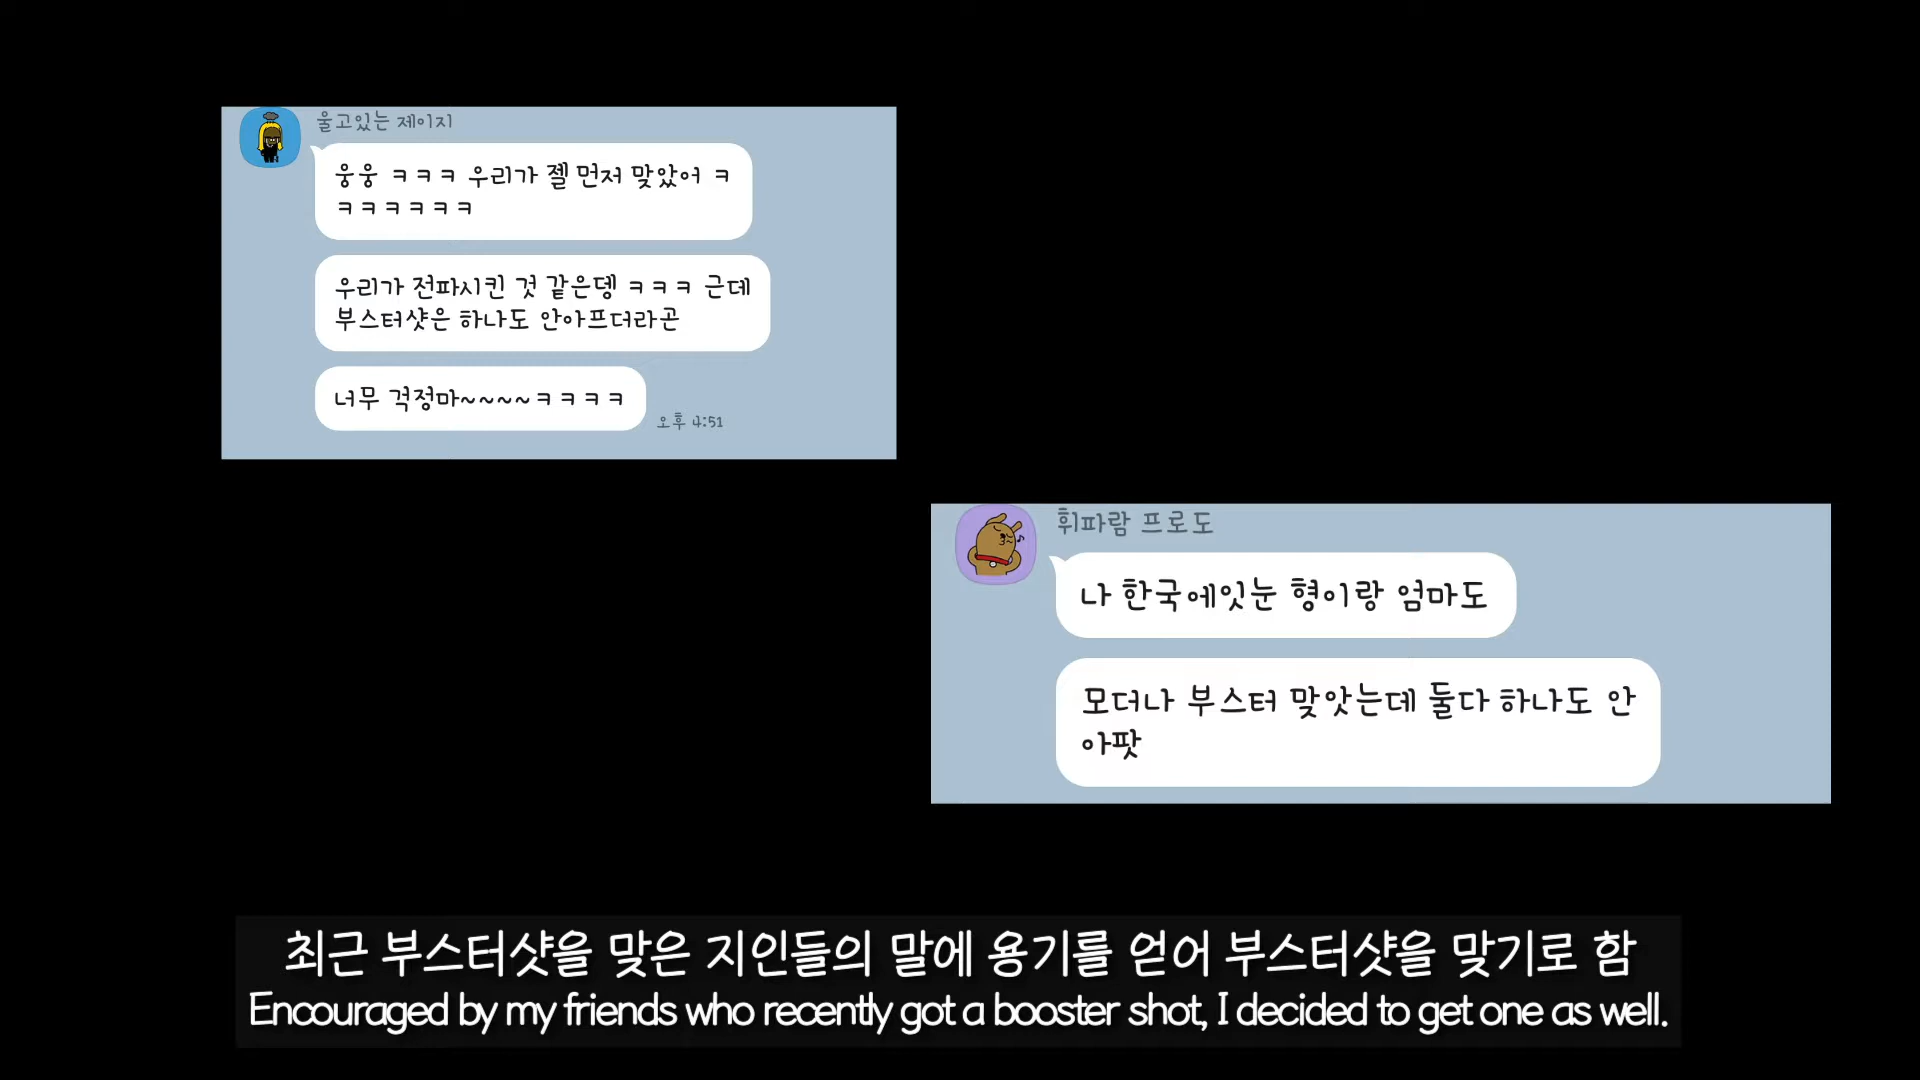 울고있는 제이지
웅웅 ㅋㅋㅋ 우리가 젤 먼저 맞았어 ㅋ
ㅋㅋㅋㅋㅋㅋ
우리가 전파시킨 것 같은뎅 ㅋㅋㅋ 근데
부스터샷은 하나도 안아프더라곤
너무 걱정마~~~~ㅋㅋㅋㅋ
오후 4:51
휘파람 프로도
나 한국에잇눈 형이랑 엄마도
모더나 부스터 맞앗는데 둘다 하나도 안
아팟
최근 부스터샷을 맞은 지인들의 말에 용기를 얻어 부스터샷을 맞기로 함
Encouraged by my friends who recently got a booster shot, I decided to get one as well.